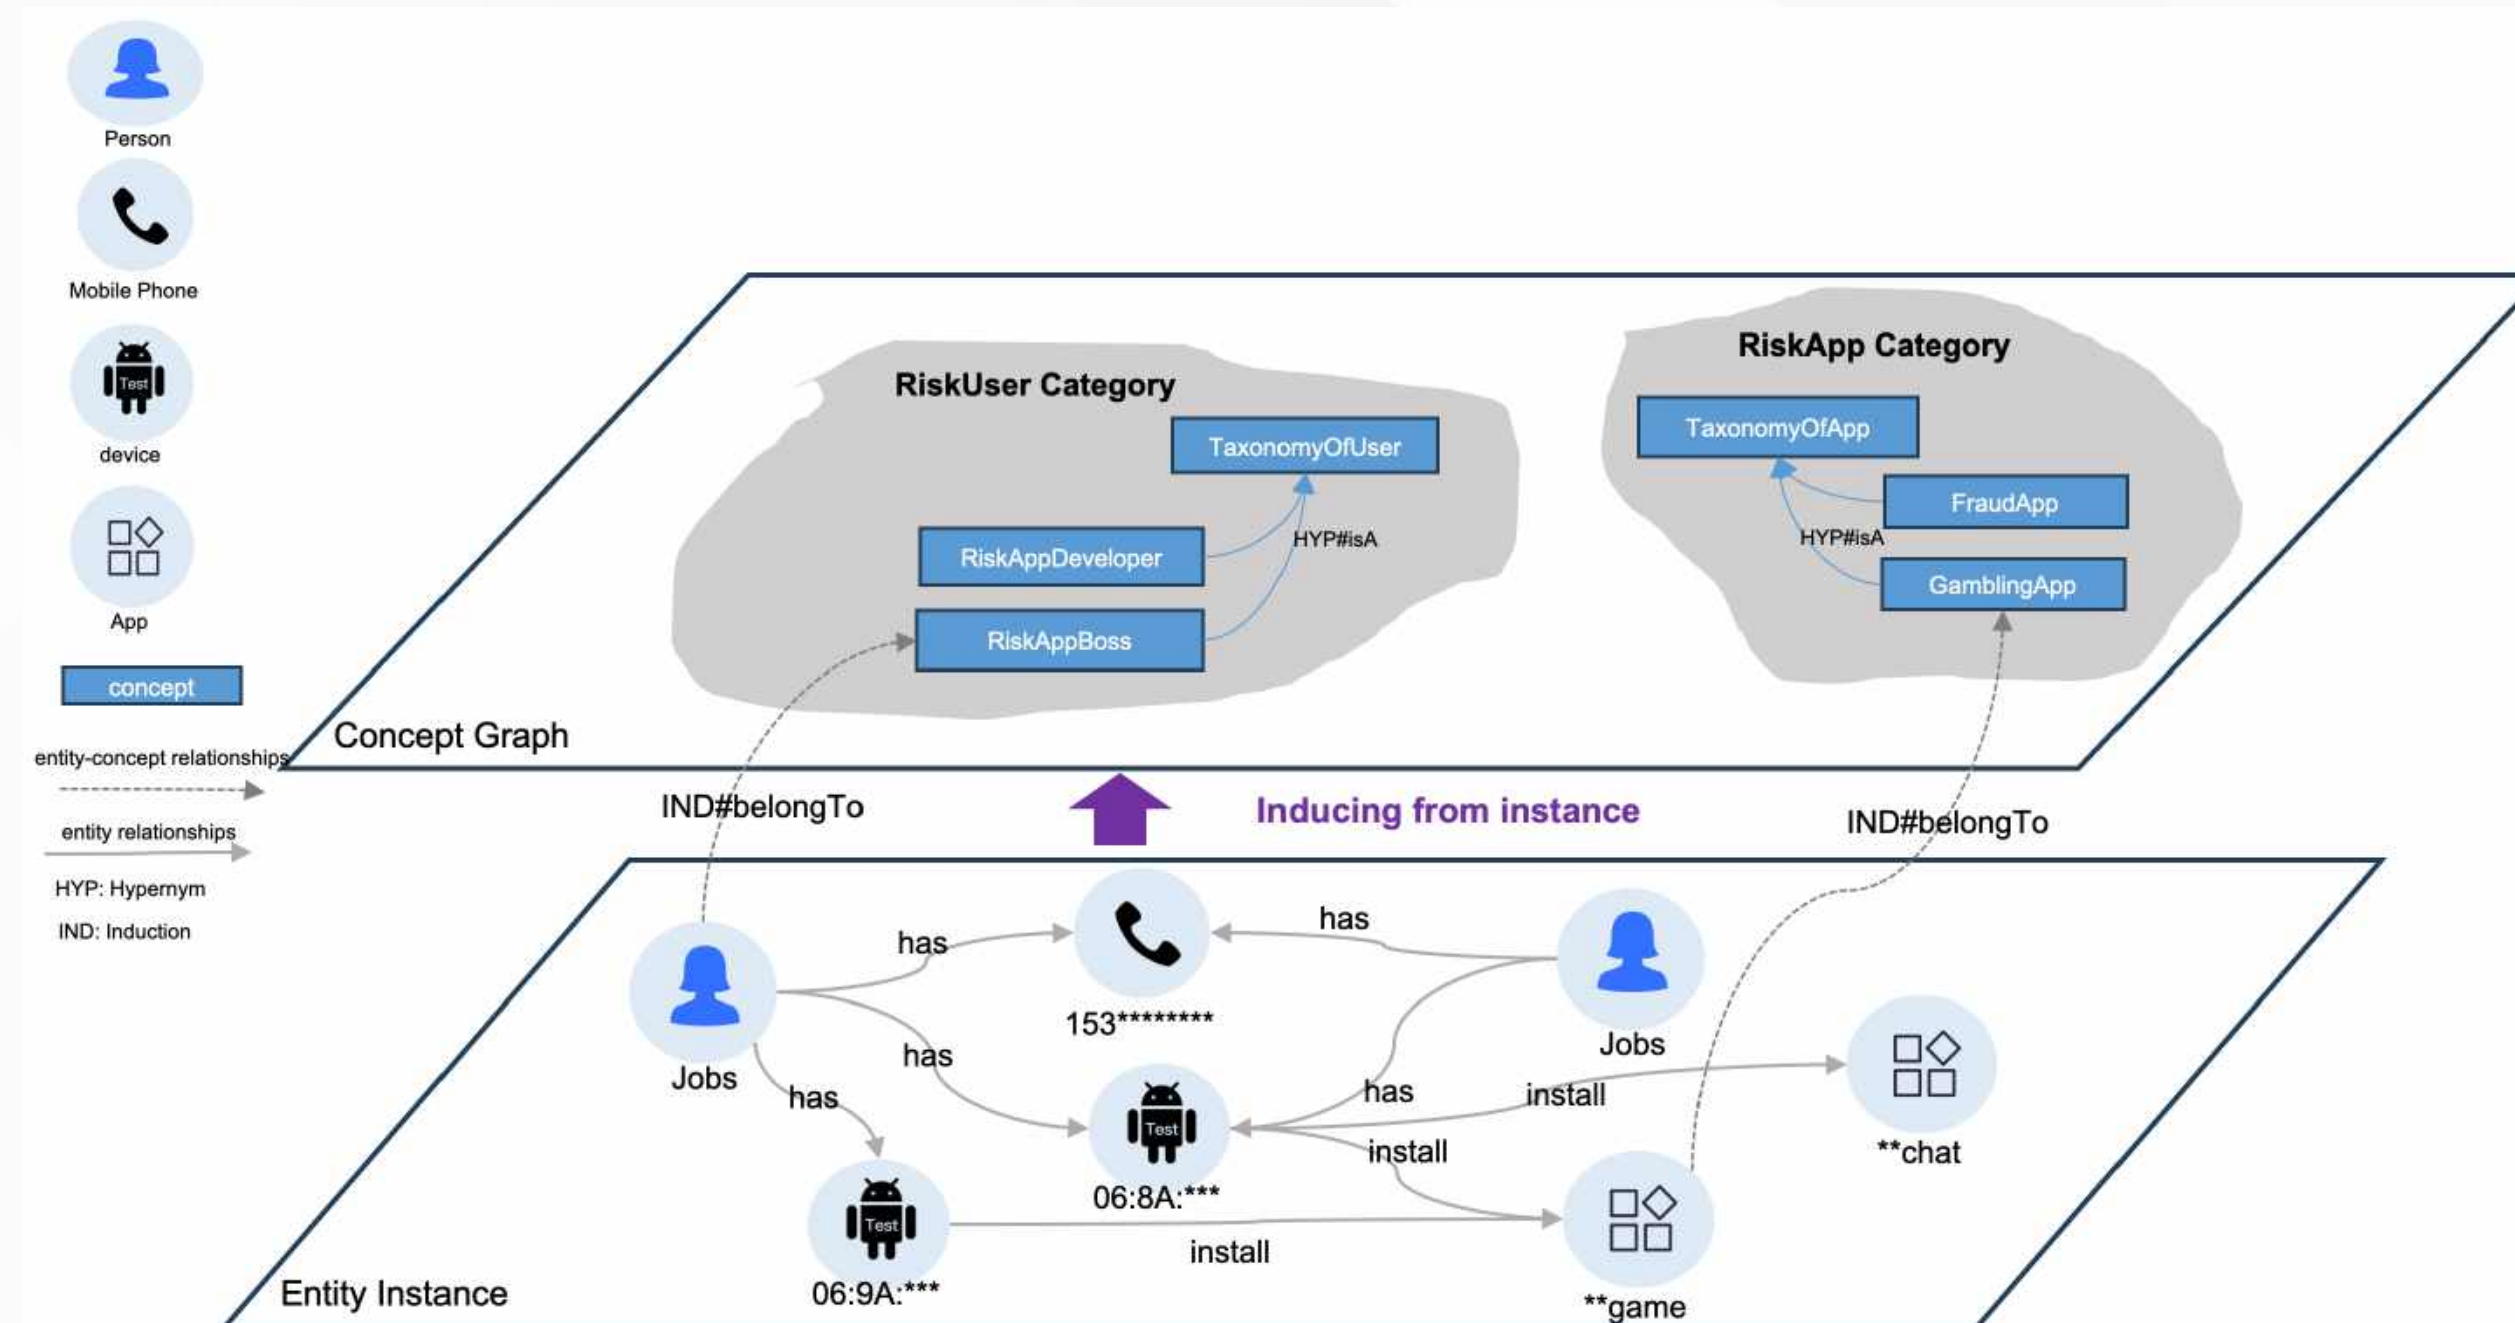 Person
Mobile Phone
Test
device
App
concept
entity-concept relationships
entity relationships
HYP: Hypernym
IND: Induction
RiskUser Category
TaxonomyOfUser
RiskAppDeveloper
HYP#isA
RiskAppBoss
RiskApp Category
TaxonomyOfApp
FraudApp
HYP#isA
GamblingApp
Concept Graph
IND#belongTo
Inducing from instance
IND#belongTo
has
has
153********
Jobs
Jobs
has
has
has
install
Test
install
**chat
06:8A:***
Test
install
06:9A:***
Entity Instance
**game